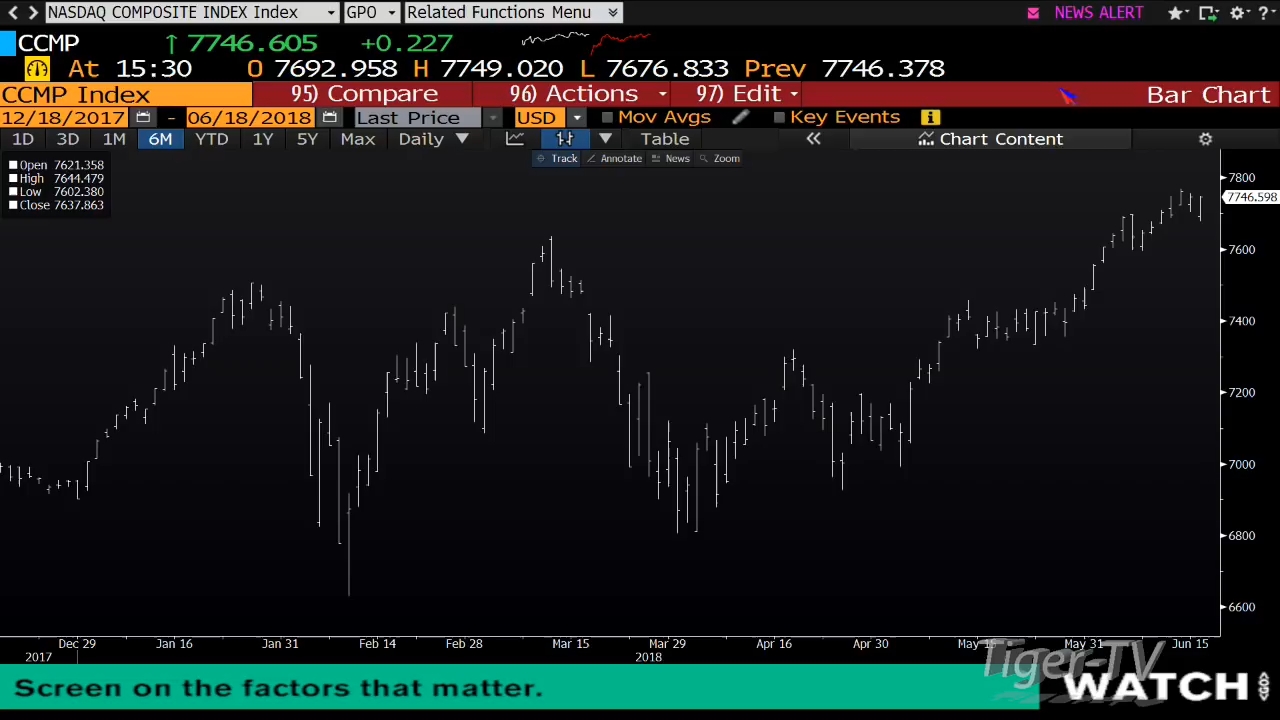 NASDAQ COMPOSITE INDEX Index GPO Related Functions Menu NEWS ALERT ?
CCMP ↑ 7746.605 +0.227
At 15:30 O 7692.958 H 7749.020 L 7676.833 Prev 7746.378
CCMP Index 95) Compare 96) Actions 97) Edit Bar Chart
12/18/2017 - 06/18/2018 Last Price USD Mov Avgs Key Events i
1D 3D 1M 6M YTD 1Y 5Y Max Daily Table « Chart Content
Track Annotate News Zoom
Open 7621.358
High 7644.479
Low 7602.380
Close 7637.863
7800
7746.598
7600
7400
7200
7000
6800
6600
Dec 29 Jan 16 Jan 31 Feb 14 Feb 28 Mar 15 Mar 29 Apr 16 Apr 30 May 15 May 31 Jun 15
2017 2018
Tiger-TV
Screen on the factors that matter.
WATCH